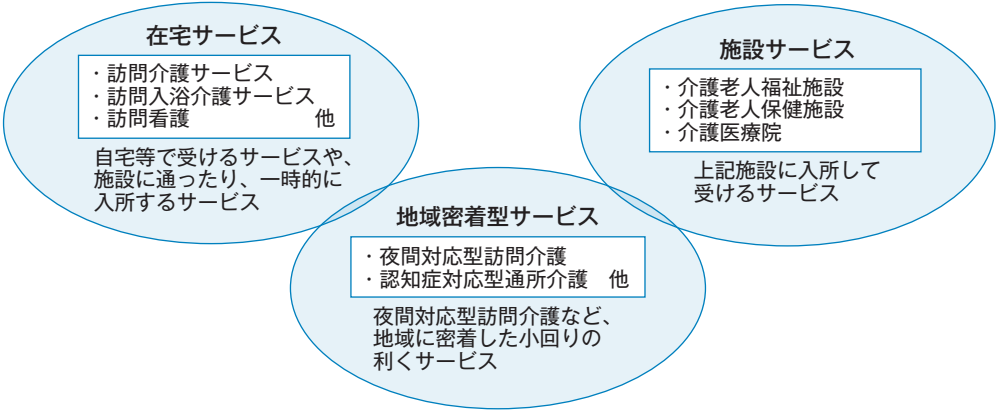 在宅サービス
・訪問介護サービス
・訪問入浴介護サービス
・訪問看護　　　　　　他
自宅等で受けるサービスや、
施設に通ったり、一時的に
入所するサービス
施設サービス
・介護老人福祉施設
・介護老人保健施設
・介護医療院
上記施設に入所して
受けるサービス
地域密着型サービス
・夜間対応型訪問介護
・認知症対応型通所介護　他
夜間対応型訪問介護など、
地域に密着した小回りの
利くサービス